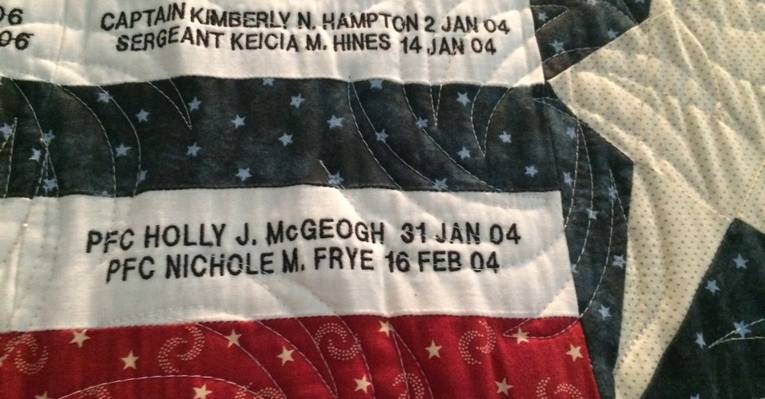 06
CAPTAIN KIMBERLY N. HAMPTON 2 JAN 04
06
SERGEANT KEICIA M. HINES 14 JAN 04
PFC HOLLY J. McGEOGH 31 JAN 04
PFC NICHOLE M. FRYE 16 FEB 04